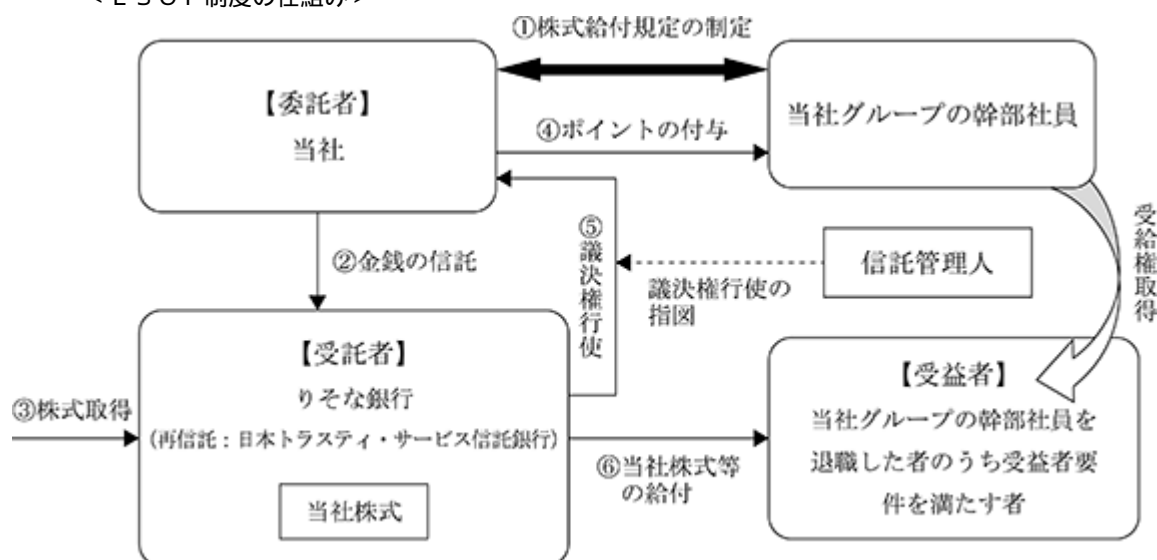 <ESOP制度の仕組み>
①株式給付規定の制定
【委託者】
当社
④ポイントの付与
当社グループの幹部社員
②金銭の信託
⑤議決権行使
議決権行使の
指図
信託管理人
受給権取得
【受託者】
りそな銀行
(再信託:日本トラスティ・サービス信託銀行)
当社株式
③株式取得
⑥当社株式等
の給付
【受益者】
当社グループの幹部社員を
退職した者のうち受益者要
件を満たす者